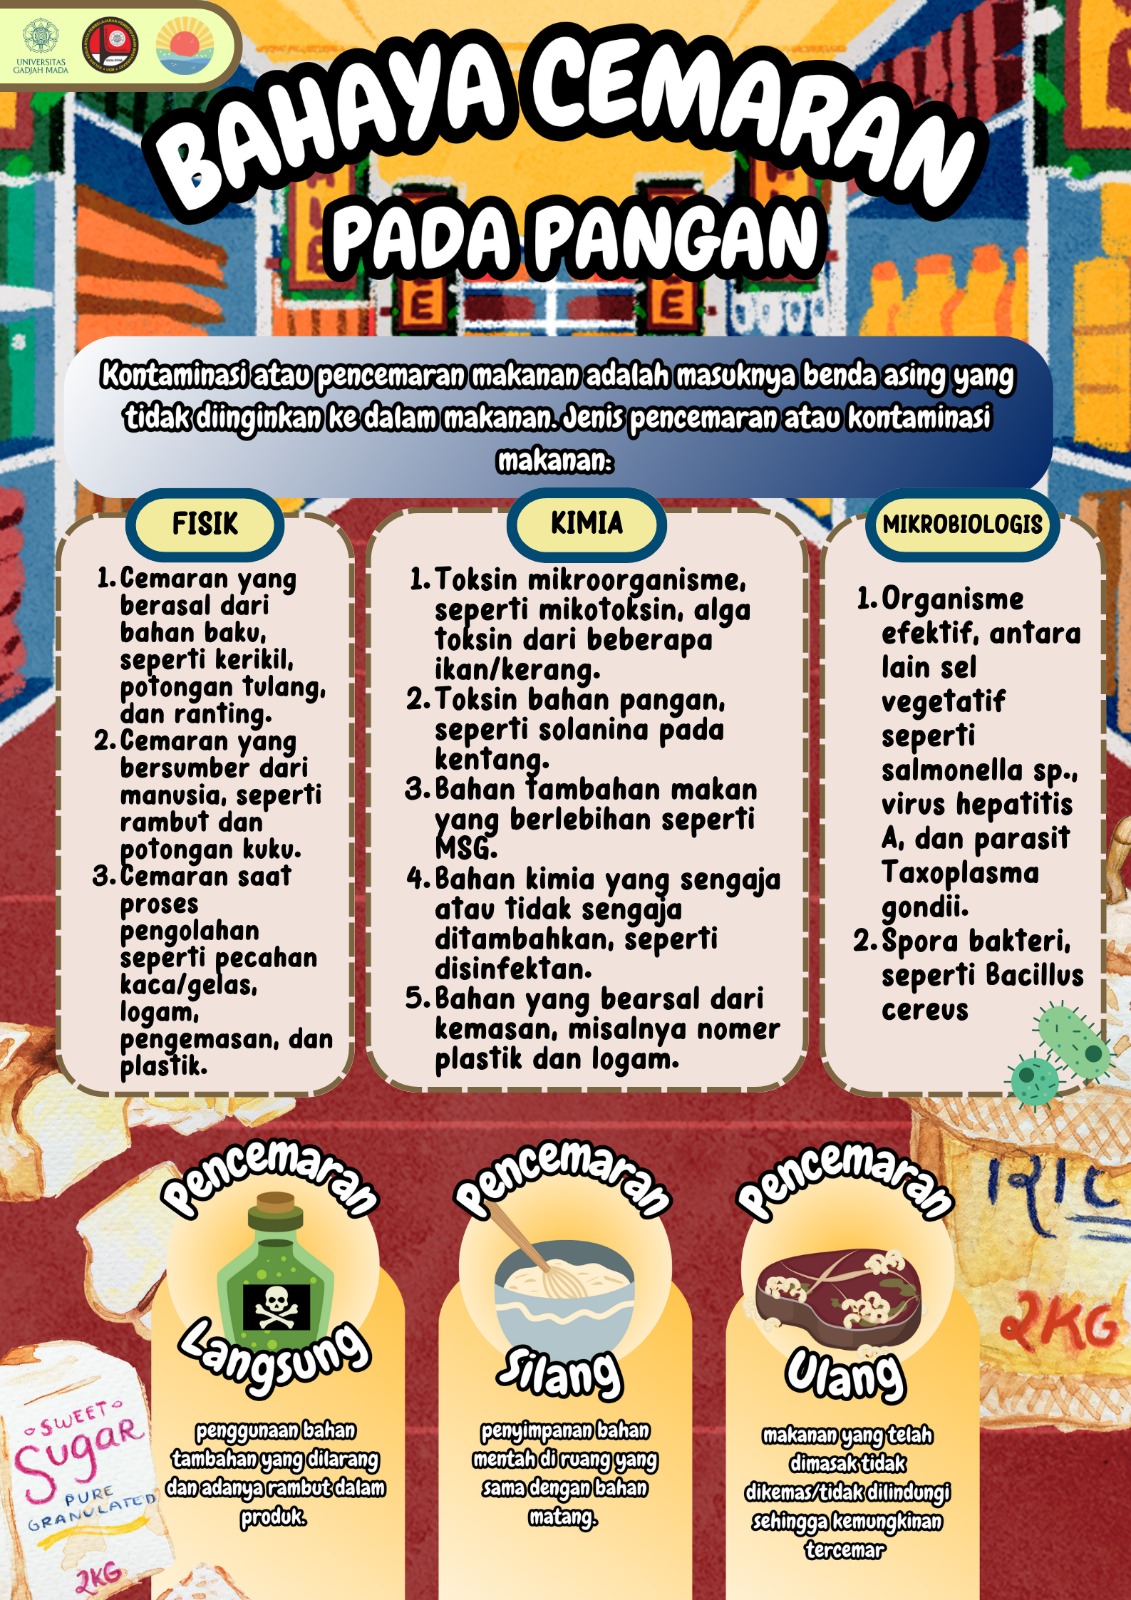 UNIVERSITAS
GADJAH MADA
BAHAYA CEMARAN
PADA PANGAN
Kontaminasi atau pencemaran makanan adalah masuknya benda asing yang
tidak diinginkan ke dalam makanan. Jenis pencemaran atau kontaminasi
makanan:
FISIK
1. Cemaran yang
berasal dari
bahan baku,
seperti kerikil,
potongan tulang,
dan ranting.
2. Cemaran yang
bersumber dari
manusia, seperti
rambut dan
potongan kuku.
3. Cemaran saat
proses
pengolahan
seperti pecahan
kaca/gelas,
logam,
pengemasan, dan
plastik.
KIMIA
1. Toksin mikroorganisme,
seperti mikotoksin, alga
toksin dari beberapa
ikan/kerang.
2. Toksin bahan pangan,
seperti solanina pada
kentang.
3. Bahan tambahan makan
yang berlebihan seperti
MSG.
4. Bahan kimia yang sengaja
atau tidak sengaja
ditambahkan, seperti
disinfektan.
5. Bahan yang bearsal dari
kemasan, misalnya nomer
plastik dan logam.
MIKROBIOLOGIS
1. Organisme
efektif, antara
lain sel
vegetatif
seperti
salmonella sp.,
virus hepatitis
A, dan parasit
Taxoplasma
gondii.
2. Spora bakteri,
seperti Bacillus
cereus
Pencemaran
Langsung
penggunaan bahan
tambahan yang dilarang
dan adanya rambut dalam
produk.
Pencemaran
Silang
penyimpanan bahan
mentah di ruang yang
sama dengan bahan
matang.
Pencemaran
Ulang
makanan yang telah
dimasak tidak
dikemas/tidak dilindungi
sehingga kemungkinan
tercemar
SWEET
Sugar
PURE
GRANULATED
2KG
RIC
2KG